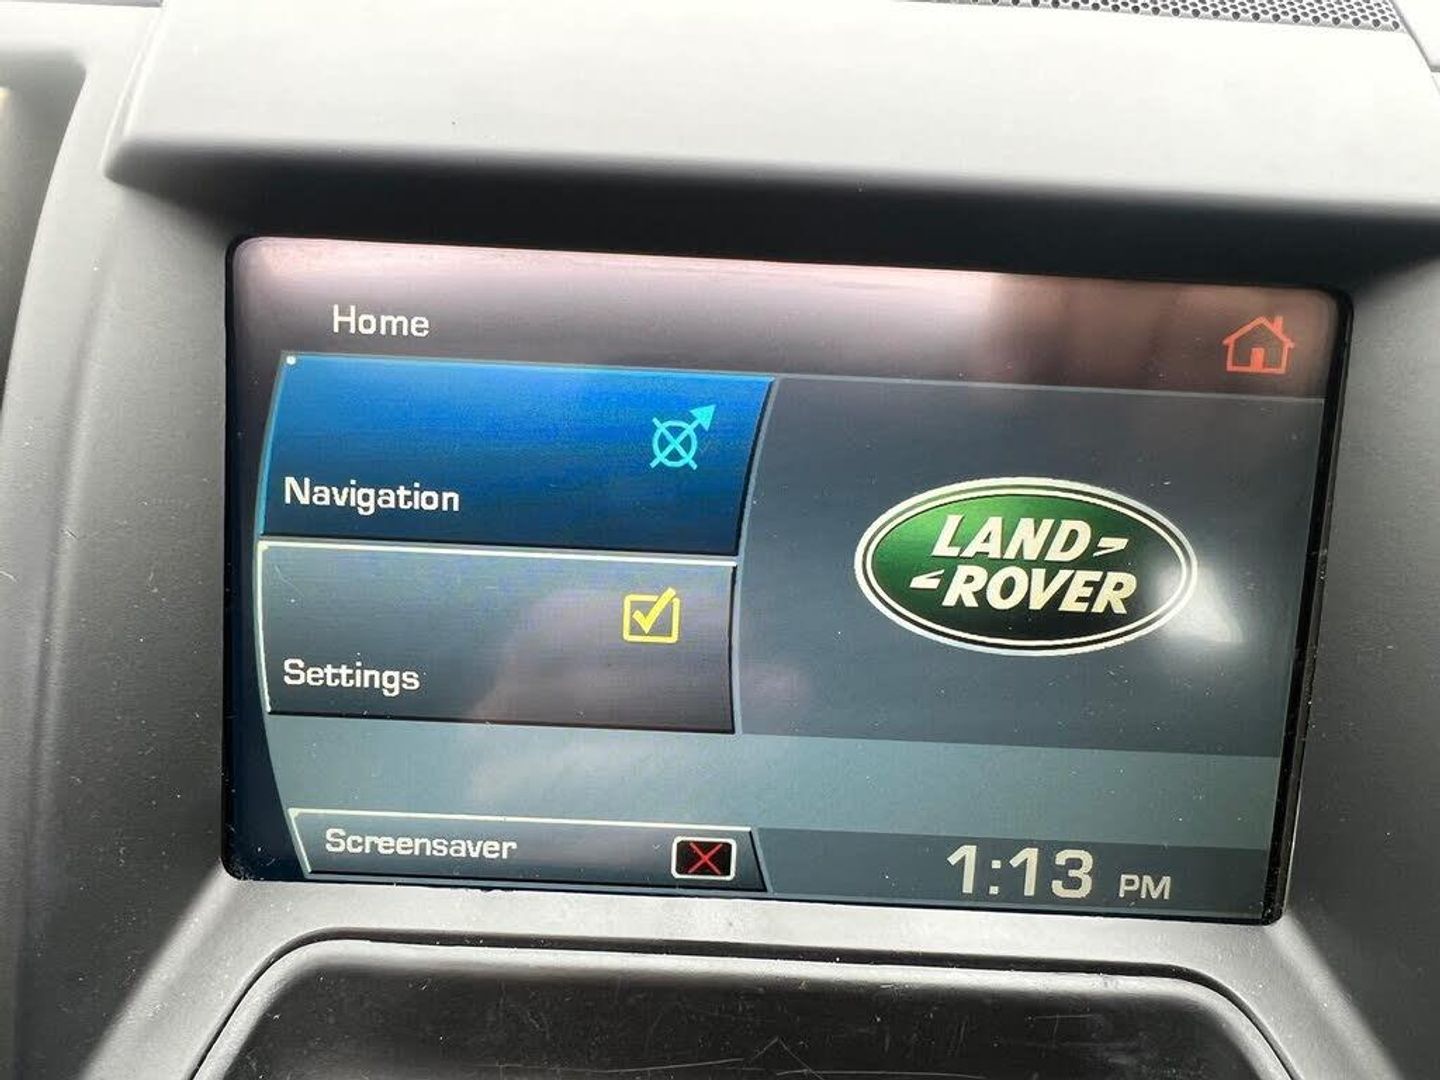 Home
Navigation
LAND
ROVER
Settings
Screensaver
1:13 PM